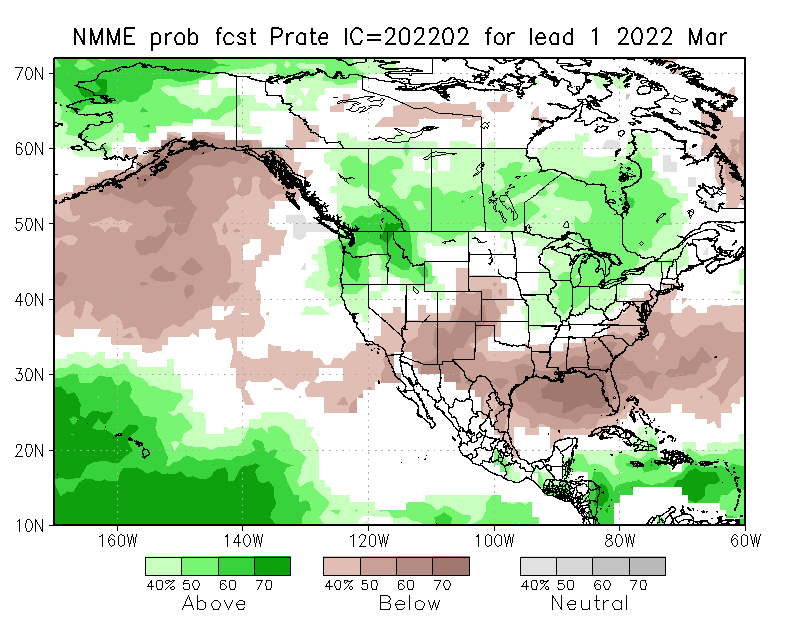 NMME prob fcst Prate IC=202202 for lead 1 2022 Mar
70N
60N
50N
40N
30N
20N
10N
160W 140W 120W 100W 80W 60W
40% 50 60 70 40% 50 60 70 40% 50 60 70
Above Below Neutral